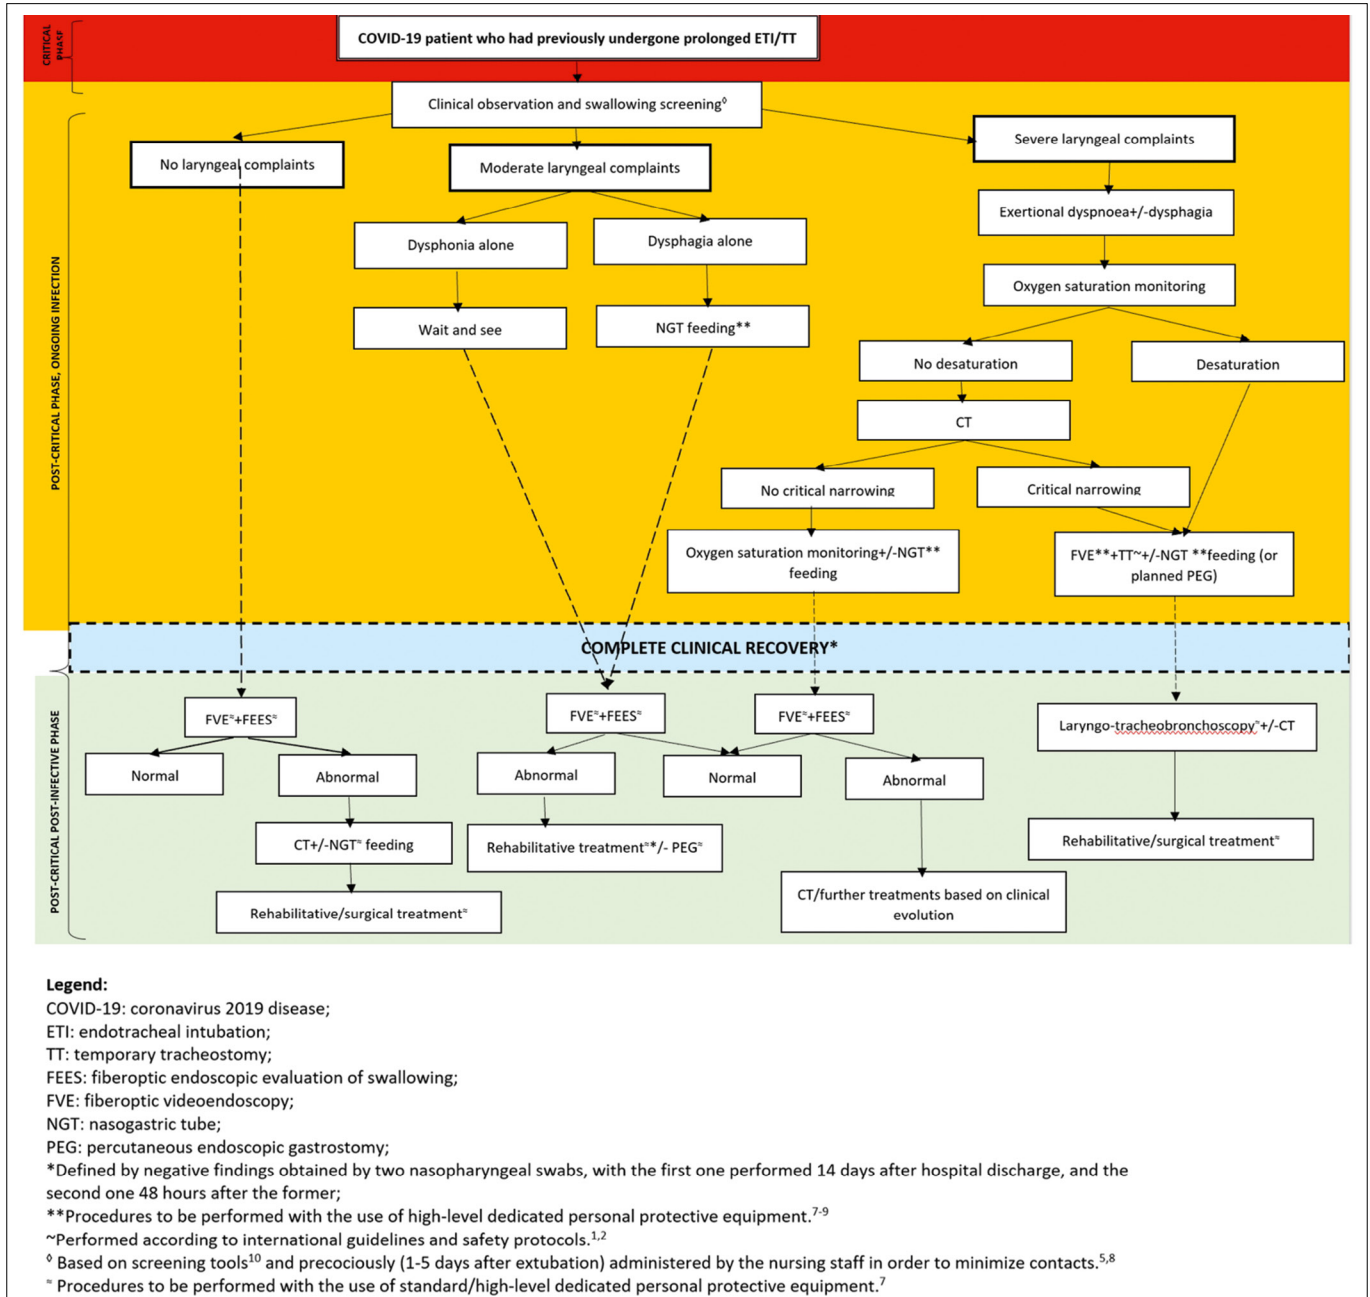 CRITICAL
PHASE
COVID-19 patient who had previously undergone prolonged ETI/TT
POST-CRITICAL PHASE, ONGOING INFECTION
Clinical observation and swallowing screening◊
No laryngeal complaints
Moderate laryngeal complaints
Severe laryngeal complaints
Dysphonia alone
Dysphagia alone
Exertional dyspnoea+/-dysphagia
Wait and see
NGT feeding**
Oxygen saturation monitoring
No desaturation
Desaturation
CT
No critical narrowing
Critical narrowing
Oxygen saturation monitoring+/-NGT**
feeding
FVE**+TT~+/-NGT **feeding (or
planned PEG)
COMPLETE CLINICAL RECOVERY*
POST-CRITICAL POST-INFECTIVE PHASE
FVE≈+FEES≈
FVE≈+FEES≈
FVE≈+FEES≈
Laryngo-tracheobronchoscopy≈+/-CT
Normal
Abnormal
Abnormal
Normal
Abnormal
CT+/-NGT≈ feeding
Rehabilitative treatment≈*/- PEG≈
Rehabilitative/surgical treatment≈
Rehabilitative/surgical treatment≈
CT/further treatments based on clinical
evolution
Legend:
COVID-19: coronavirus 2019 disease;
ETI: endotracheal intubation;
TT: temporary tracheostomy;
FEES: fiberoptic endoscopic evaluation of swallowing;
FVE: fiberoptic videoendoscopy;
NGT: nasogastric tube;
PEG: percutaneous endoscopic gastrostomy;
*Defined by negative findings obtained by two nasopharyngeal swabs, with the first one performed 14 days after hospital discharge, and the
second one 48 hours after the former;
**Procedures to be performed with the use of high-level dedicated personal protective equipment.7-9
~Performed according to international guidelines and safety protocols.1,2
◊ Based on screening tools10 and precociously (1-5 days after extubation) administered by the nursing staff in order to minimize contacts.5,8
≈ Procedures to be performed with the use of standard/high-level dedicated personal protective equipment.7